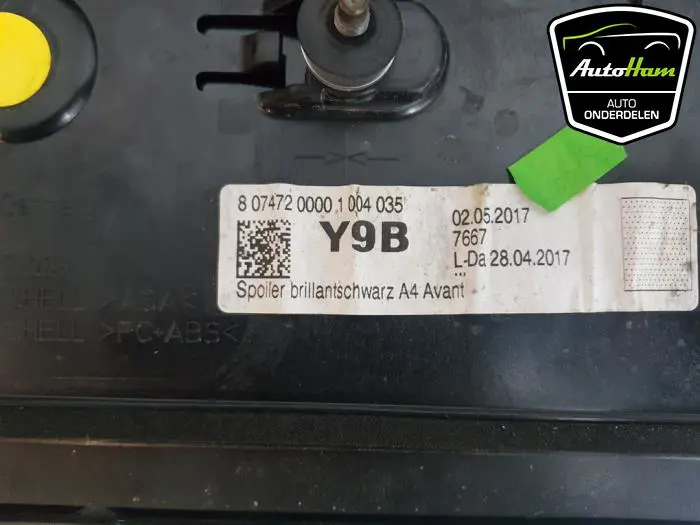 AutoHam
AUTO
ONDERDELEN
8 07472 0000 1 004 035
Y9B
02.05.2017
7667
L-Da 28.04.2017
...
Spoiler brillantschwarz A4 Avant
SHELL >PC+ABS<